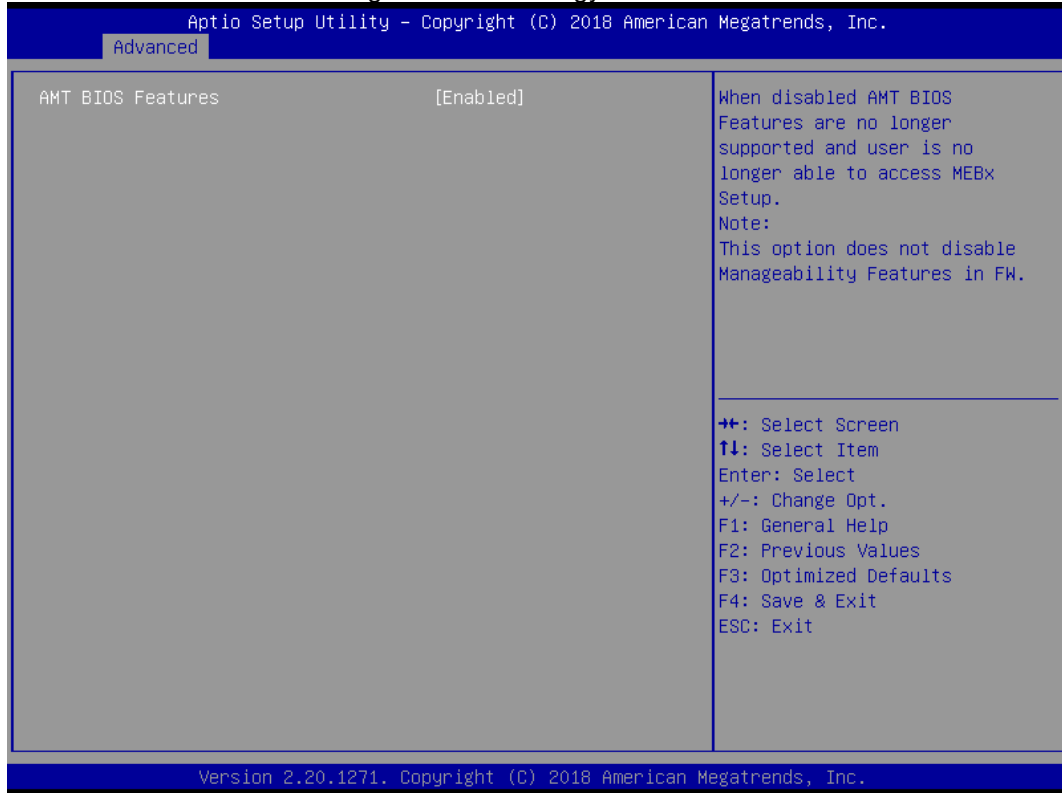 Aptio Setup Utility – Copyright (C) 2018 American Megatrends, Inc.
Advanced
AMT BIOS Features [Enabled]
When disabled AMT BIOS
Features are no longer
supported and user is no
longer able to access MEBx
Setup.
Note:
This option does not disable
Manageability Features in FW.
→←: Select Screen
↑↓: Select Item
Enter: Select
+/-: Change Opt.
F1: General Help
F2: Previous Values
F3: Optimized Defaults
F4: Save & Exit
ESC: Exit
Version 2.20.1271. Copyright (C) 2018 American Megatrends, Inc.